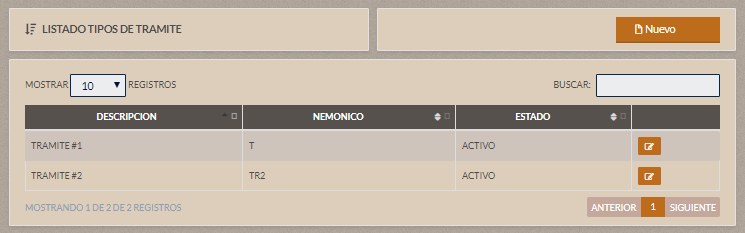 LISTADO TIPOS DE TRAMITE
Nuevo
MOSTRAR 10 REGISTROS
BUSCAR:
DESCRIPCION NEMONICO ESTADO
TRAMITE #1 T ACTIVO
TRAMITE #2 TR2 ACTIVO
MOSTRANDO 1 DE 2 DE 2 REGISTROS
ANTERIOR 1 SIGUIENTE